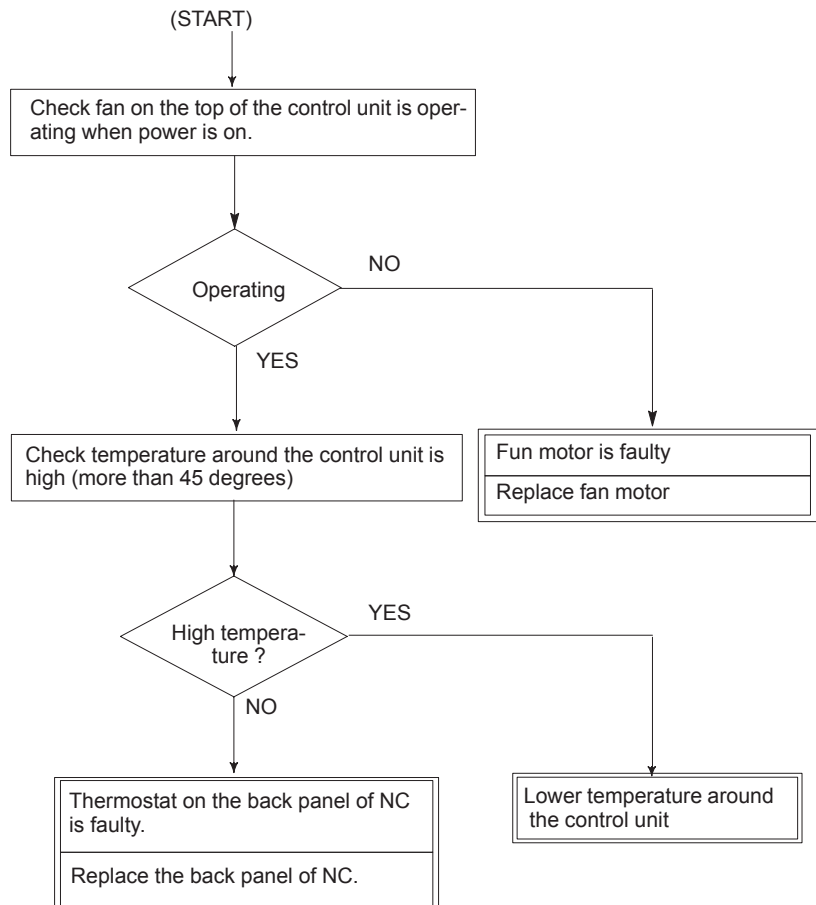 (START)
Check fan on the top of the control unit is oper-
ating when power is on.
Operating
NO
YES
Check temperature around the control unit is
high (more than 45 degrees)
Fun motor is faulty
Replace fan motor
High tempera-
ture ?
YES
NO
Thermostat on the back panel of NC
is faulty.
Replace the back panel of NC.
Lower temperature around
the control unit